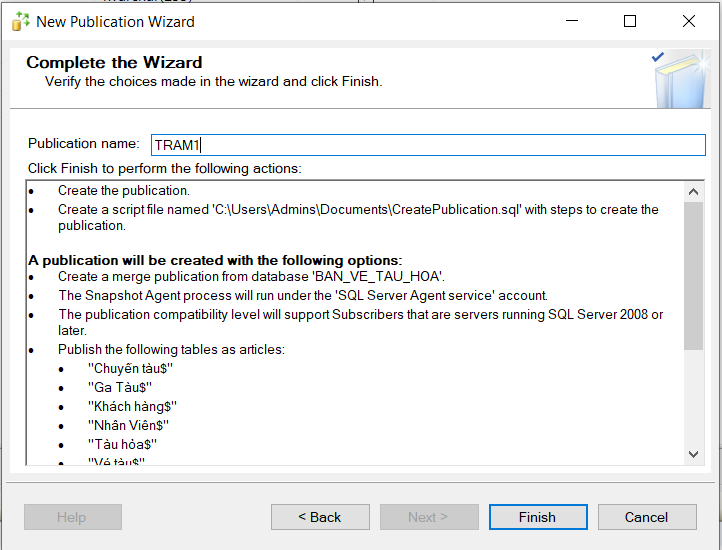 New Publication Wizard
Complete the Wizard
Verify the choices made in the wizard and click Finish.
Publication name: TRAM1
Click Finish to perform the following actions:
• Create the publication.
• Create a script file named 'C:\Users\Admins\Documents\CreatePublication.sql' with steps to create the
publication.
A publication will be created with the following options:
• Create a merge publication from database 'BAN_VE_TAU_HOA'.
• The Snapshot Agent process will run under the 'SQL Server Agent service' account.
• The publication compatibility level will support Subscribers that are servers running SQL Server 2008 or
later.
• Publish the following tables as articles:
• "Chuyến tàu$"
• "Ga Tàu$"
• "Khách hàng$"
• "Nhân Viên$"
• "Tàu hỏa$"
• "Vé tàu$"
Help
< Back
Next >
Finish
Cancel